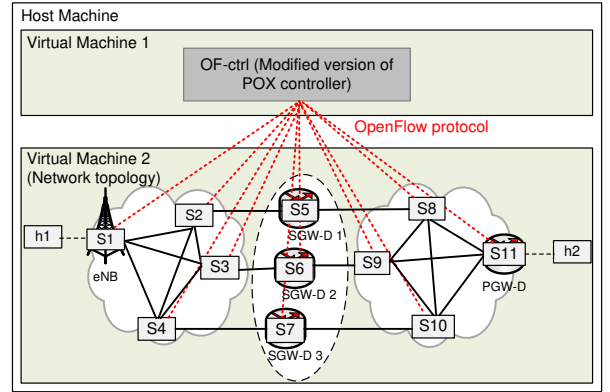 Host Machine
Virtual Machine 1
OF-ctrl (Modified version of
POX controller)
OpenFlow protocol
Virtual Machine 2
(Network topology)
S2
S5
S8
SGW-D 1
h1
S1
S11
h2
S3
S6
S9
eNB
PGW-D
SGW-D 2
S4
S7
S10
SGW-D 3